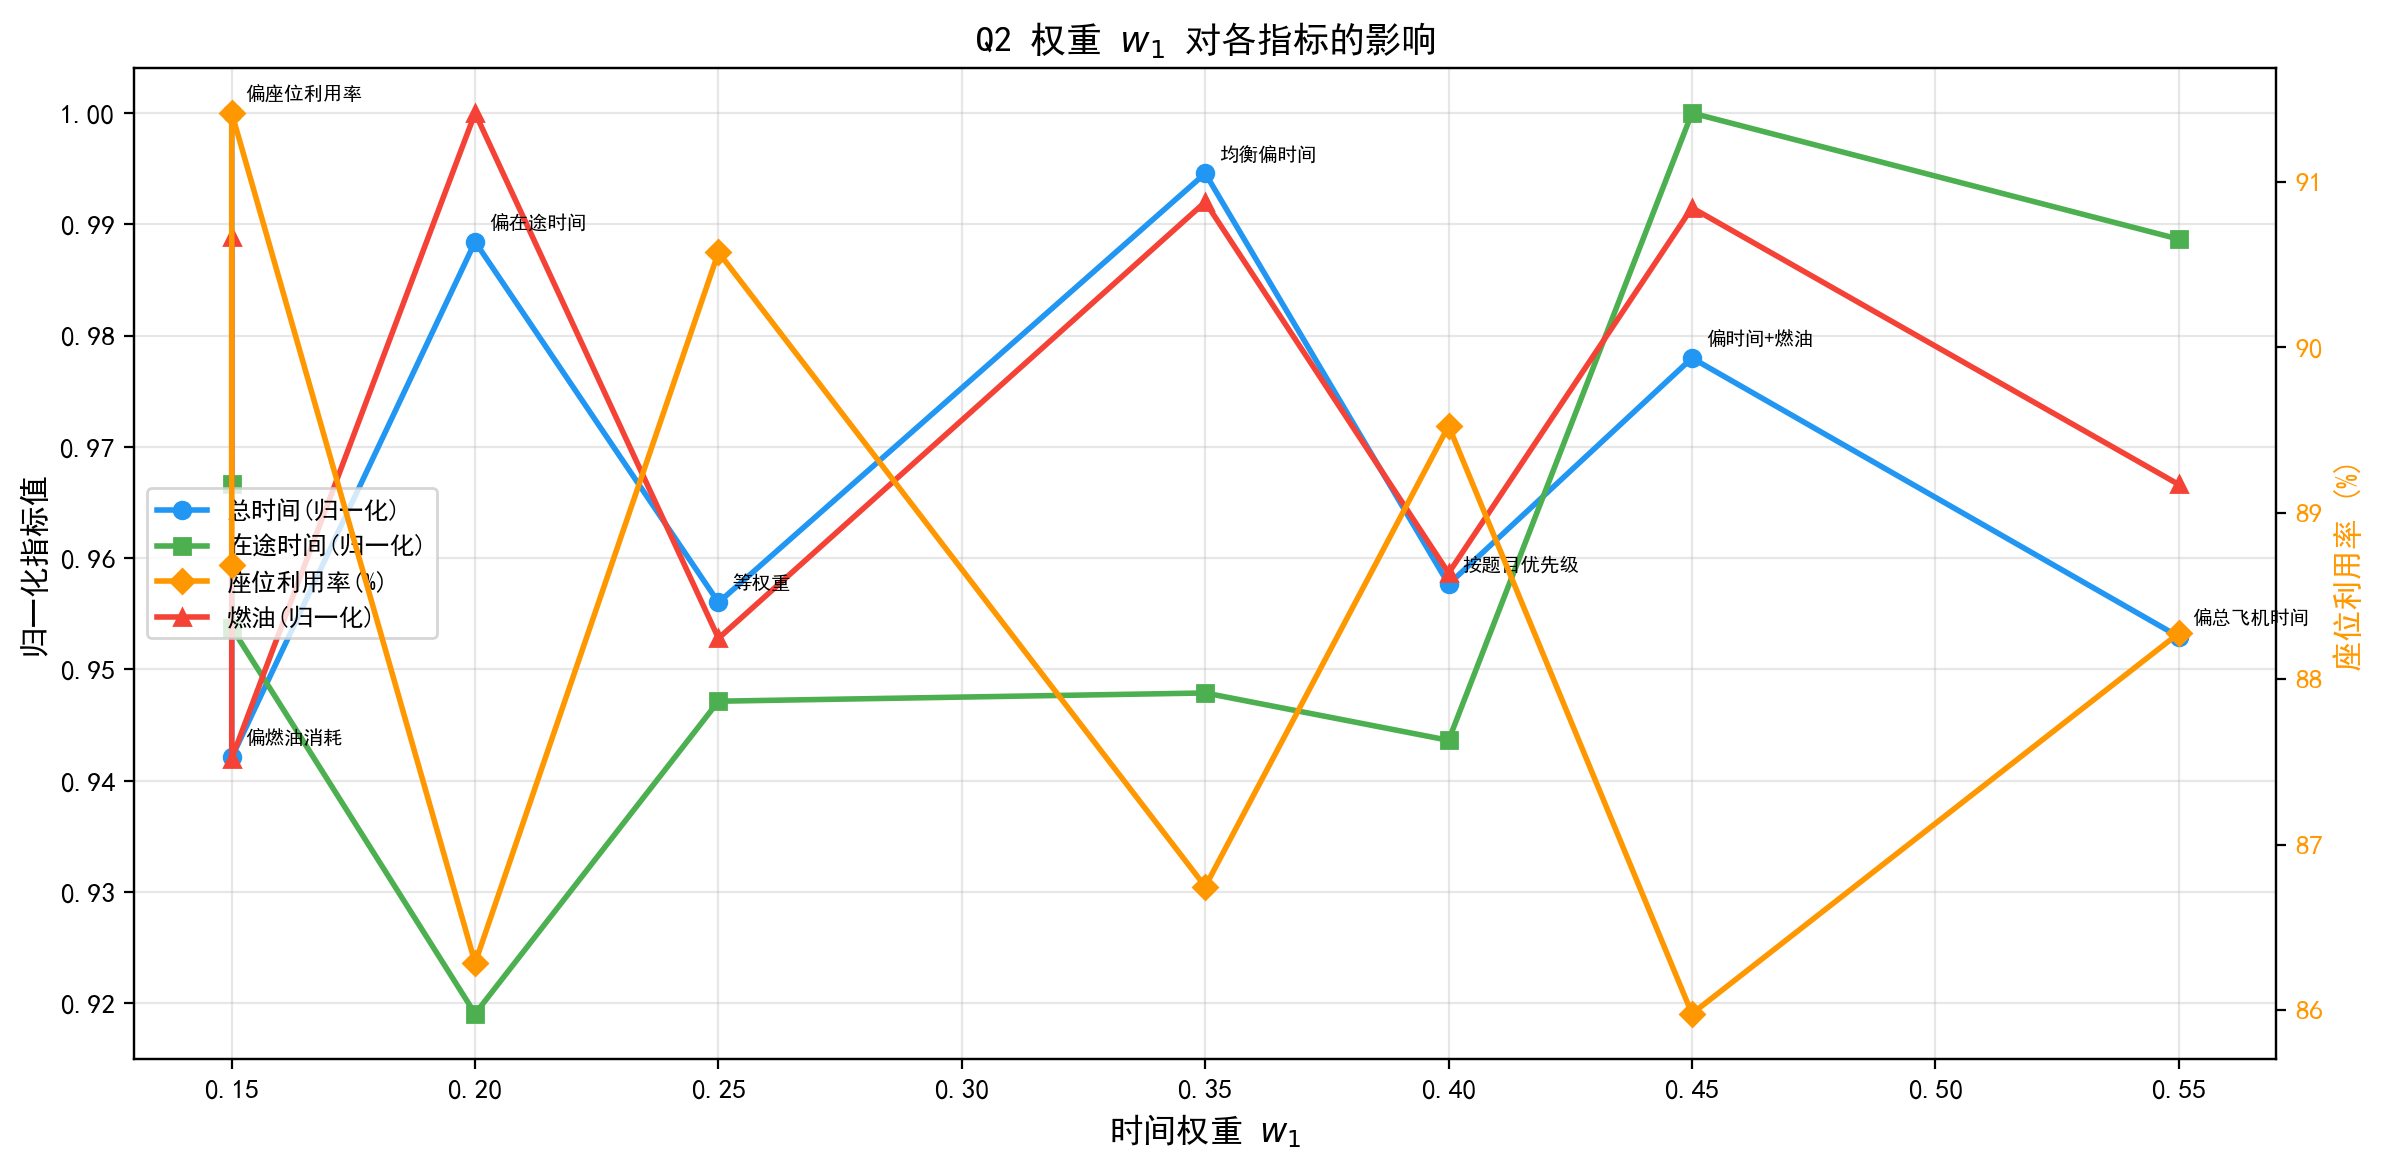 Q2 权重 w1 对各指标的影响
归一化指标值
1.00
0.99
0.98
0.97
0.96
0.95
0.94
0.93
0.92
偏座位利用率
偏在途时间
均衡偏时间
偏时间+燃油
等权重
按题目优先级
偏总飞机时间
偏燃油消耗
总时间(归一化)
在途时间(归一化)
座位利用率(%)
燃油(归一化)
91
90
89
88
87
86
座位利用率 (%)
0.15 0.20 0.25 0.30 0.35 0.40 0.45 0.50 0.55
时间权重 w1